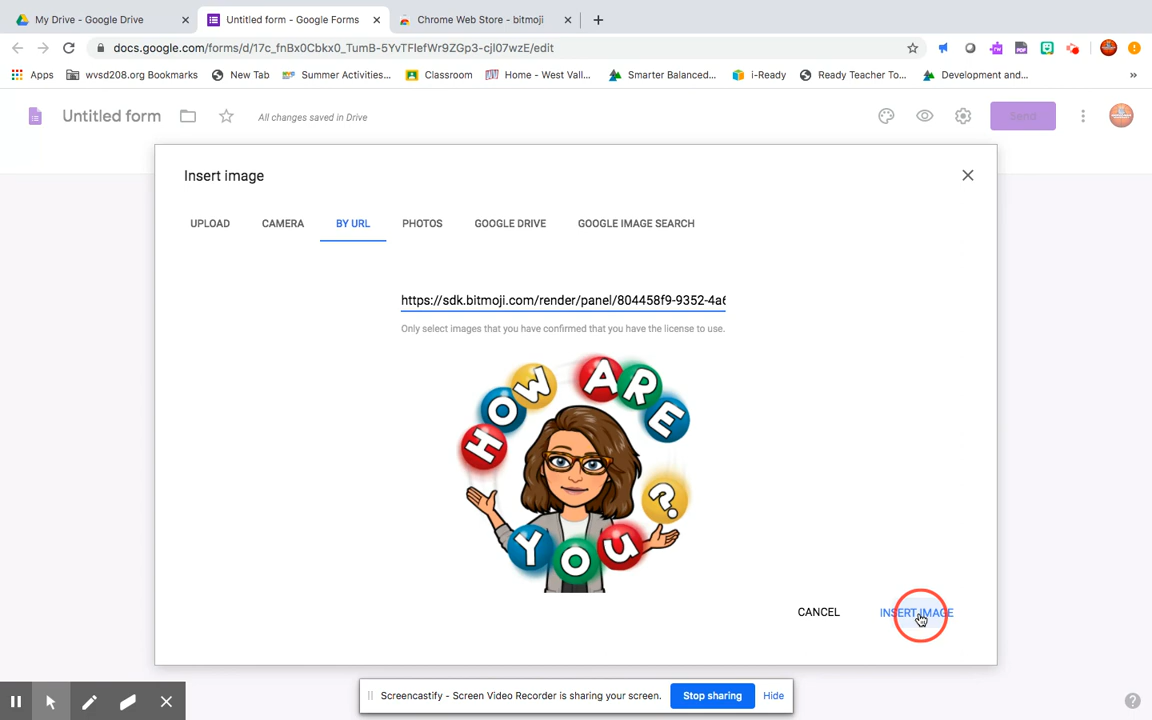 My Drive - Google Drive
Untitled form - Google Forms
Chrome Web Store - bitmoji
docs.google.com/forms/d/17c_fnBx0Cbkx0_TumB-5YvTFIefWr9ZGp3-cjl07wzE/edit
Apps
wvsd208.org Bookmarks
New Tab
Summer Activities...
Classroom
Home - West Vall...
Smarter Balanced...
i-Ready
Ready Teacher To...
Development and...
»
Untitled form
All changes saved in Drive
Send
Insert image
UPLOAD
CAMERA
BY URL
PHOTOS
GOOGLE DRIVE
GOOGLE IMAGE SEARCH
https://sdk.bitmoji.com/render/panel/804458f9-9352-4a6
Only select images that you have confirmed that you have the license to use.
HOW ARE
YOU?
CANCEL
INSERT IMAGE
Screencastify - Screen Video Recorder is sharing your screen.
Stop sharing
Hide